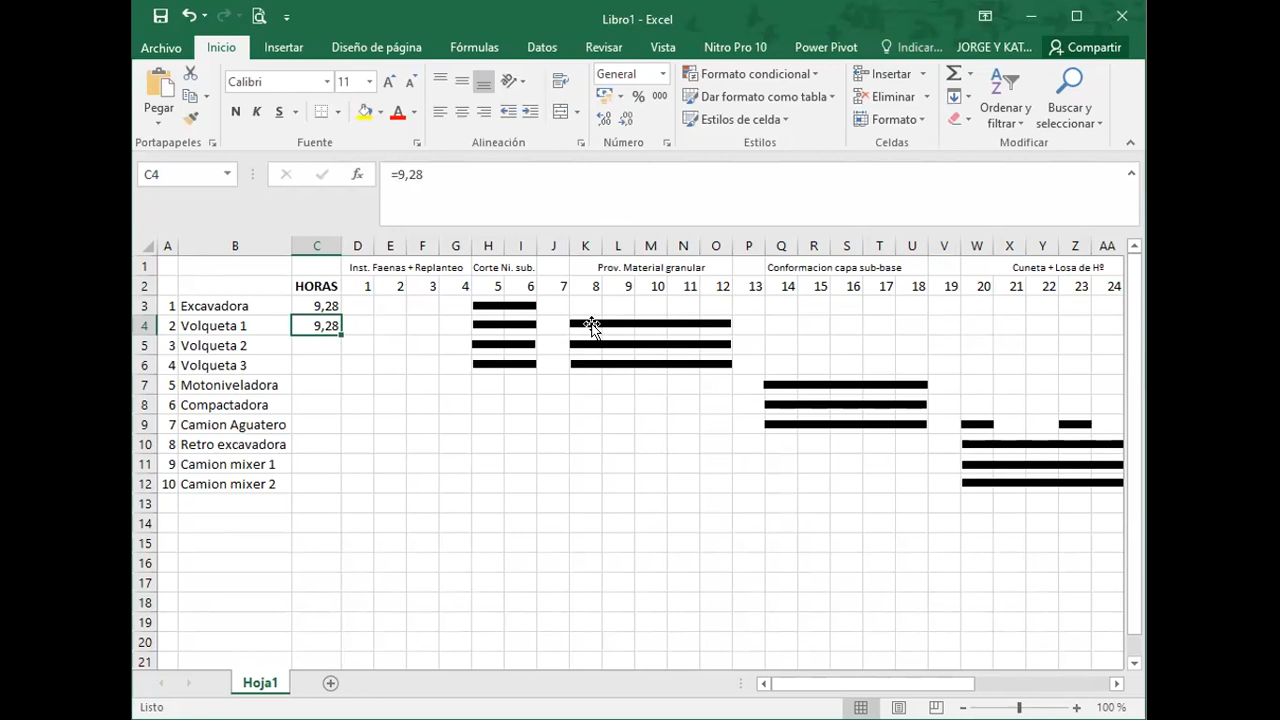 Libro1 - Excel
Archivo Inicio Insertar Diseño de página Fórmulas Datos Revisar Vista Nitro Pro 10 Power Pivot Indicar... JORGE Y KAT... Compartir
Pegar
Calibri 11
N K S
General
% 000
Formato condicional
Dar formato como tabla
Estilos de celda
Insertar
Eliminar
Formato
Ordenar y filtrar
Buscar y seleccionar
Portapapeles Fuente Alineación Número Estilos Celdas Modificar
C4 fx =9,28
A B C D E F G H I J K L M N O P Q R S T U V W X Y Z AA
1 Inst. Faenas + Replanteo Corte Ni. sub. Prov. Material granular Conformacion capa sub-base Cuneta + Losa de Hº
2 HORAS 1 2 3 4 5 6 7 8 9 10 11 12 13 14 15 16 17 18 19 20 21 22 23 24
3 1 Excavadora 9,28
4 2 Volqueta 1 9,28
5 3 Volqueta 2
6 4 Volqueta 3
7 5 Motoniveladora
8 6 Compactadora
9 7 Camion Aguatero
10 8 Retro excavadora
11 9 Camion mixer 1
12 10 Camion mixer 2
13
14
15
16
17
18
19
20
21
Hoja1
Listo 100 %